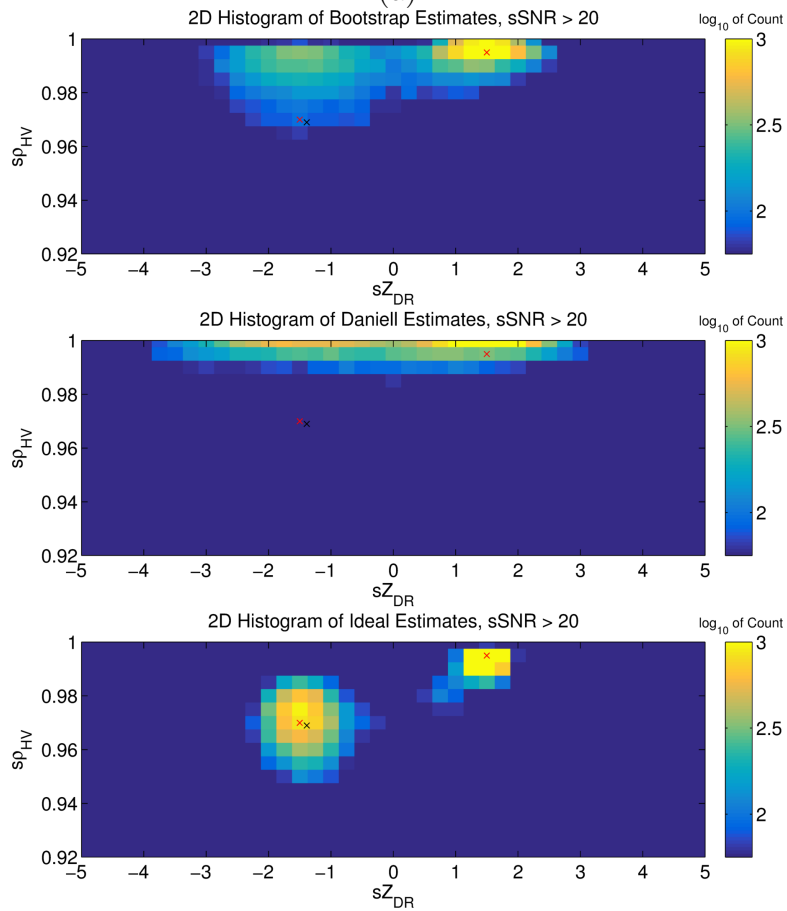 2D Histogram of Bootstrap Estimates, sSNR > 20
log10 of Count
1
0.98
0.96
0.94
0.92
sρHV
−5 −4 −3 −2 −1 0 1 2 3 4 5
sZDR
3
2.5
2
2D Histogram of Daniell Estimates, sSNR > 20
log10 of Count
1
0.98
0.96
0.94
0.92
sρHV
−5 −4 −3 −2 −1 0 1 2 3 4 5
sZDR
3
2.5
2
2D Histogram of Ideal Estimates, sSNR > 20
log10 of Count
1
0.98
0.96
0.94
0.92
sρHV
−5 −4 −3 −2 −1 0 1 2 3 4 5
sZDR
3
2.5
2